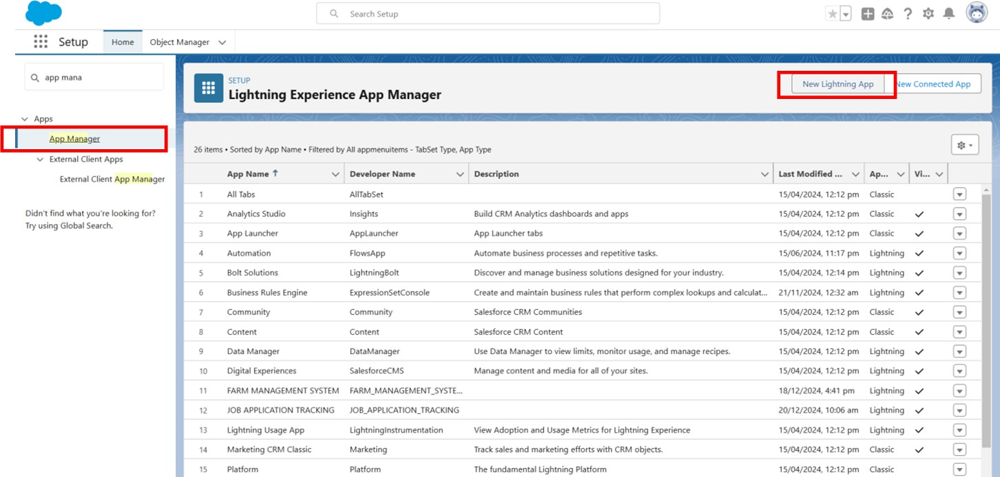 Search Setup
Setup Home Object Manager
app mana
Apps
App Manager
External Client Apps
External Client App Manager
Didn't find what you're looking for?
Try using Global Search.
SETUP
Lightning Experience App Manager
New Lightning App New Connected App
26 items • Sorted by App Name • Filtered by All appmenuitems - TabSet Type, App Type
App Name ↑ Developer Name Description Last Modified ... Ap... Vi...
1 All Tabs AllTabSet 15/04/2024, 12:12 pm Classic
2 Analytics Studio Insights Build CRM Analytics dashboards and apps 15/04/2024, 12:12 pm Classic ✓
3 App Launcher AppLauncher App Launcher tabs 15/04/2024, 12:12 pm Classic ✓
4 Automation FlowsApp Automate business processes and repetitive tasks. 15/06/2024, 11:17 pm Lightning ✓
5 Bolt Solutions LightningBolt Discover and manage business solutions designed for your industry. 15/04/2024, 12:14 pm Lightning ✓
6 Business Rules Engine ExpressionSetConsole Create and maintain business rules that perform complex lookups and calculat... 21/11/2024, 12:32 am Lightning ✓
7 Community Community Salesforce CRM Communities 15/04/2024, 12:12 pm Classic ✓
8 Content Content Salesforce CRM Content 15/04/2024, 12:12 pm Classic ✓
9 Data Manager DataManager Use Data Manager to view limits, monitor usage, and manage recipes. 15/04/2024, 12:12 pm Lightning ✓
10 Digital Experiences SalesforceCMS Manage content and media for all of your sites. 15/04/2024, 12:12 pm Lightning ✓
11 FARM MANAGEMENT SYSTEM FARM_MANAGEMENT_SYSTE... 18/12/2024, 4:41 pm Lightning ✓
12 JOB APPLICATION TRACKING JOB_APPLICATION_TRACKING 20/12/2024, 10:06 am Lightning ✓
13 Lightning Usage App LightningInstrumentation View Adoption and Usage Metrics for Lightning Experience 15/04/2024, 12:12 pm Lightning ✓
14 Marketing CRM Classic Marketing Track sales and marketing efforts with CRM objects. 15/04/2024, 12:12 pm Classic ✓
15 Platform Platform The fundamental Lightning Platform 15/04/2024, 12:12 pm Classic